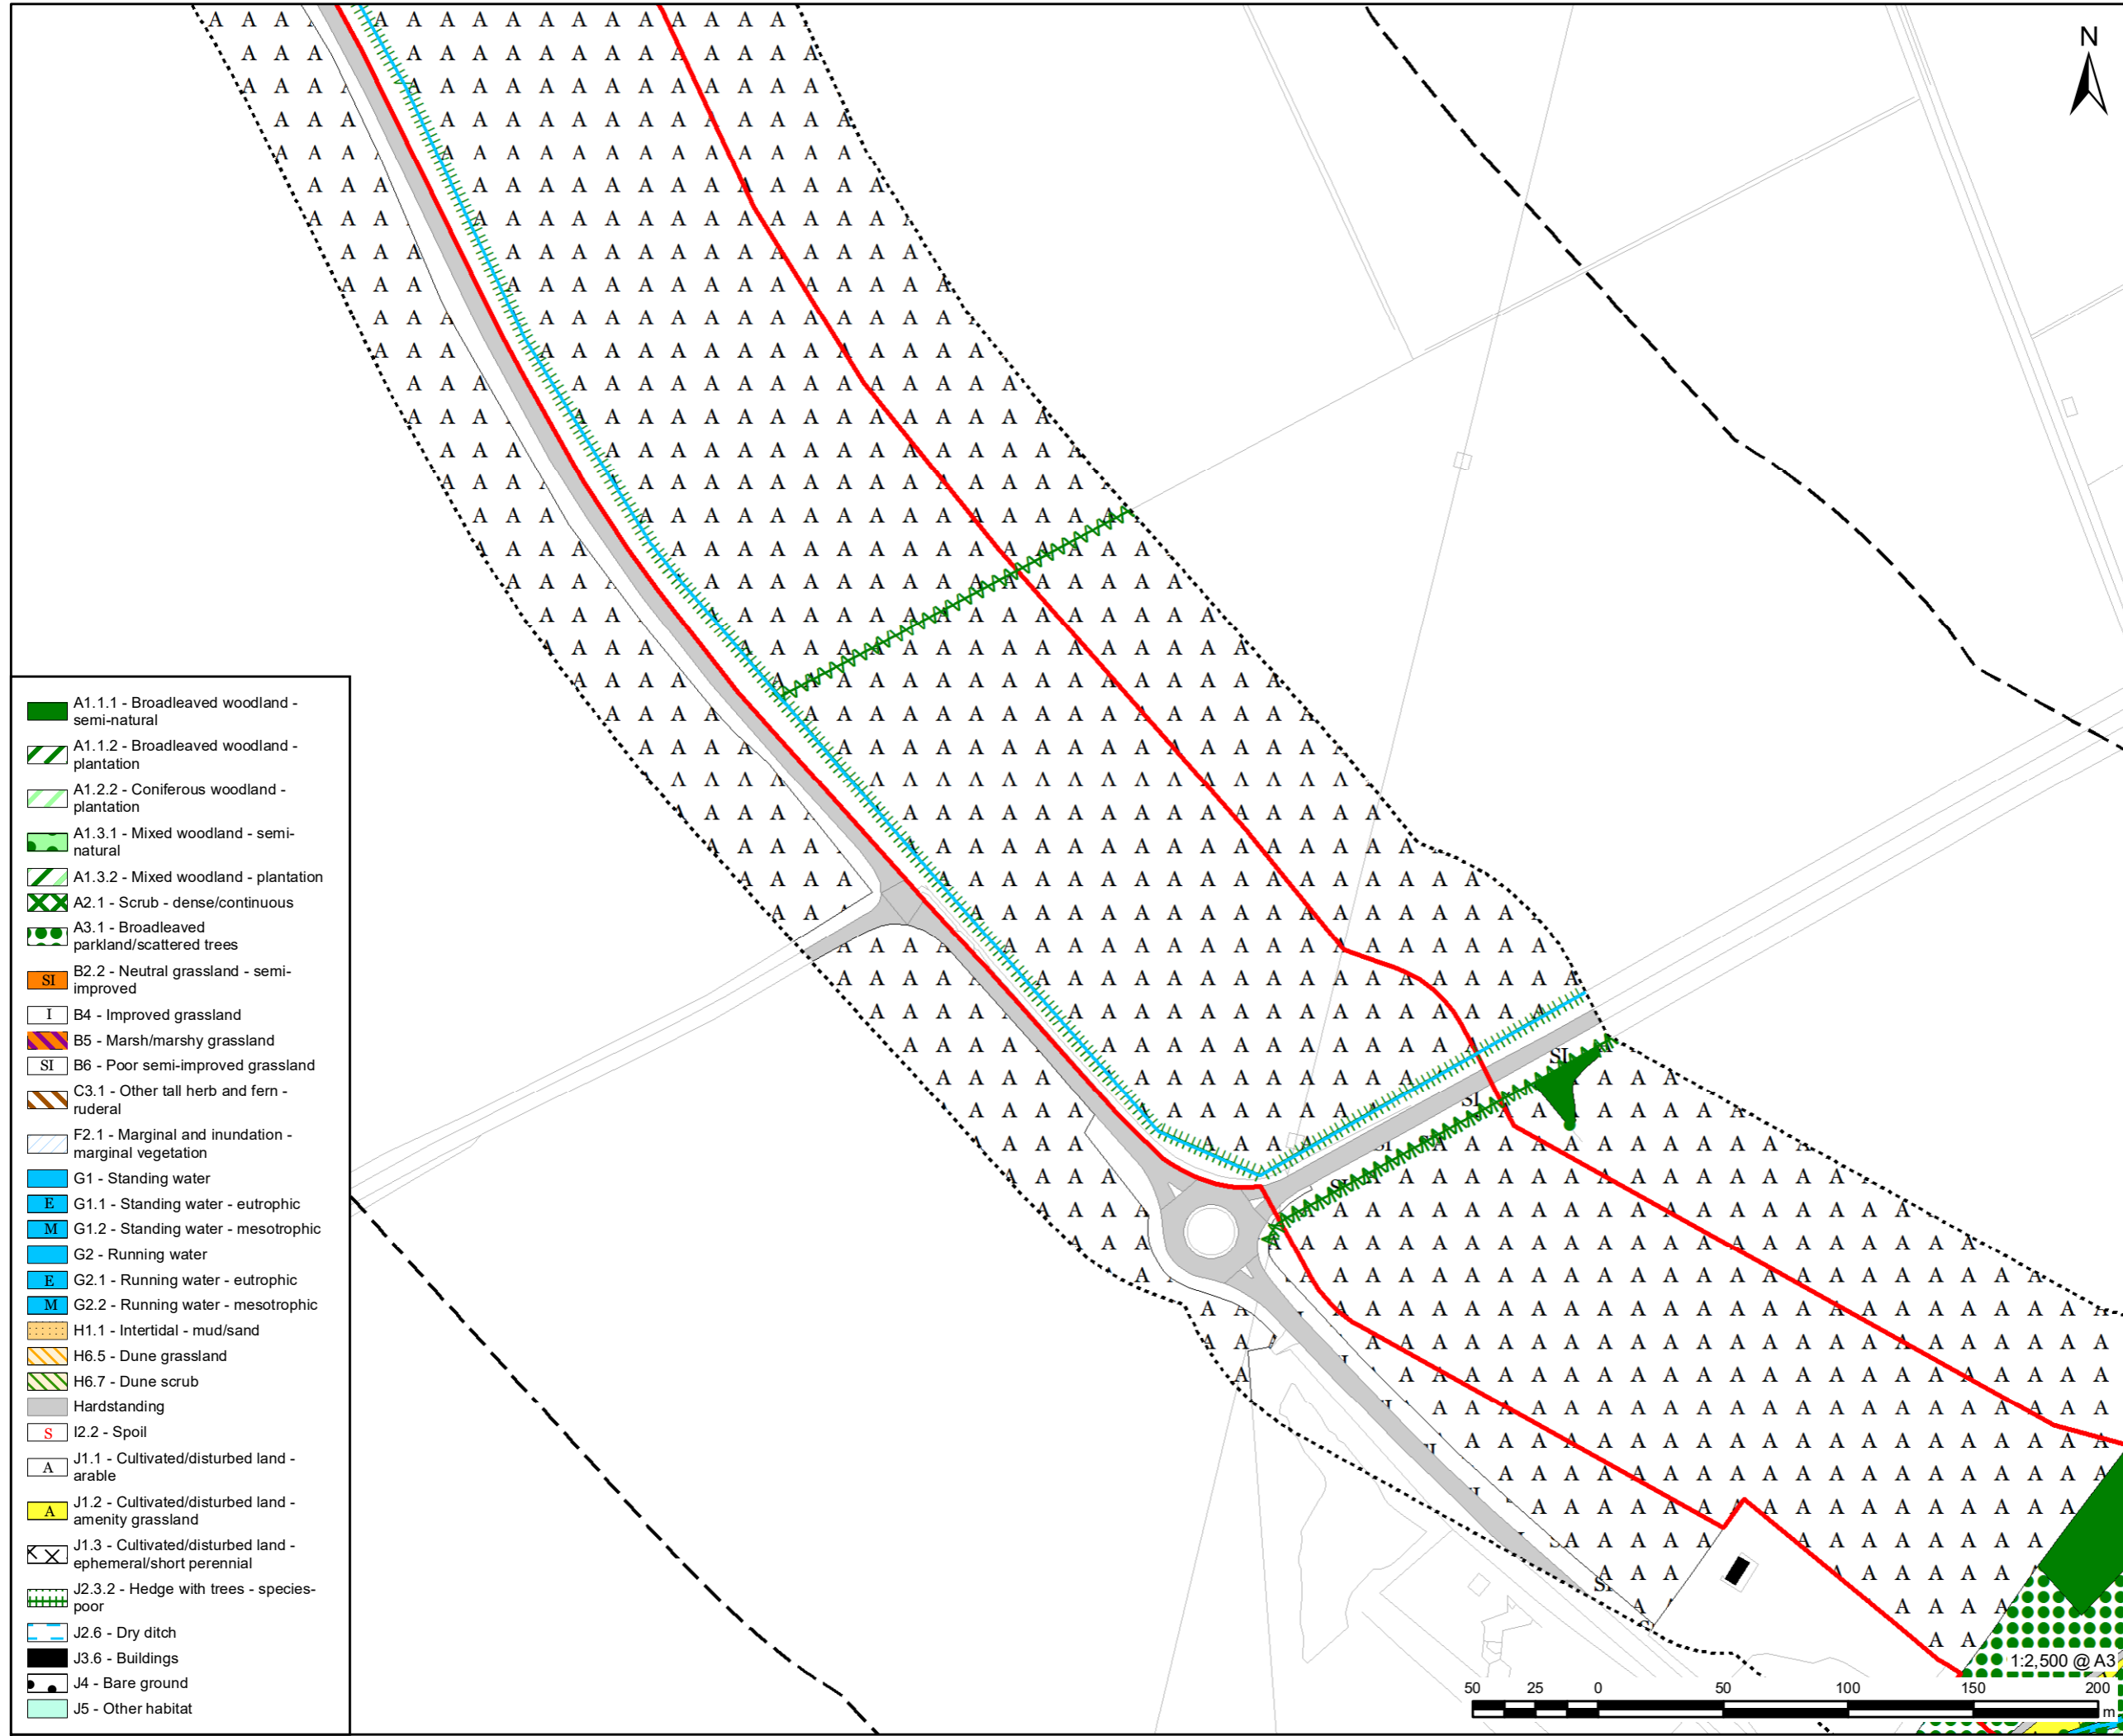 N
A1.1.1 - Broadleaved woodland -
semi-natural
A1.1.2 - Broadleaved woodland -
plantation
A1.2.2 - Coniferous woodland -
plantation
A1.3.1 - Mixed woodland - semi-
natural
A1.3.2 - Mixed woodland - plantation
A2.1 - Scrub - dense/continuous
A3.1 - Broadleaved
parkland/scattered trees
SI B2.2 - Neutral grassland - semi-
improved
I B4 - Improved grassland
B5 - Marsh/marshy grassland
SI B6 - Poor semi-improved grassland
C3.1 - Other tall herb and fern -
ruderal
F2.1 - Marginal and inundation -
marginal vegetation
G1 - Standing water
E G1.1 - Standing water - eutrophic
M G1.2 - Standing water - mesotrophic
G2 - Running water
E G2.1 - Running water - eutrophic
M G2.2 - Running water - mesotrophic
H1.1 - Intertidal - mud/sand
H6.5 - Dune grassland
H6.7 - Dune scrub
Hardstanding
S I2.2 - Spoil
A J1.1 - Cultivated/disturbed land -
arable
A J1.2 - Cultivated/disturbed land -
amenity grassland
J1.3 - Cultivated/disturbed land -
ephemeral/short perennial
J2.3.2 - Hedge with trees - species-
poor
J2.6 - Dry ditch
J3.6 - Buildings
J4 - Bare ground
J5 - Other habitat
SI
SI
1:2,500 @ A3
50 25 0 50 100 150 200
m